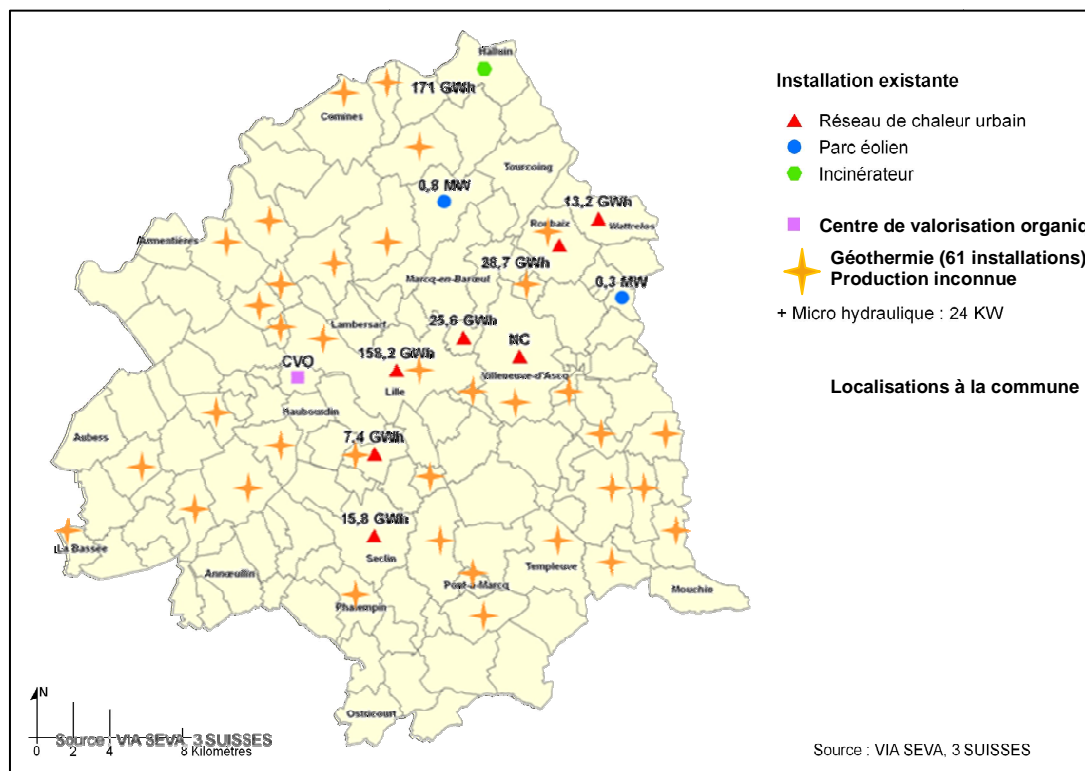 Halluin
171 GWh
Comines
Tourcoing
0,8 MW
13,2 GWh
Roubaix
Wattrelos
Armentières
28,7 GWh
Marcq-en-Barœul
0,3 MW
25,6 GWh
Lambersart
NC
158,2 GWh
CVO
Villeneuve-d'Ascq
Lille
Haubourdin
Aubers
7,4 GWh
15,8 GWh
La Bassée
Seclin
Annœullin
Templeuve
Pont-à-Marcq
Mouchin
Phalempin
Ostricourt
Installation existante
Réseau de chaleur urbain
Parc éolien
Incinérateur
Centre de valorisation organiq
Géothermie (61 installations)
Production inconnue
+ Micro hydraulique : 24 KW
Localisations à la commune
N
Source : VIA SEVA, 3 SUISSES
0 2 4 8 Kilomètres
Source : VIA SEVA, 3 SUISSES